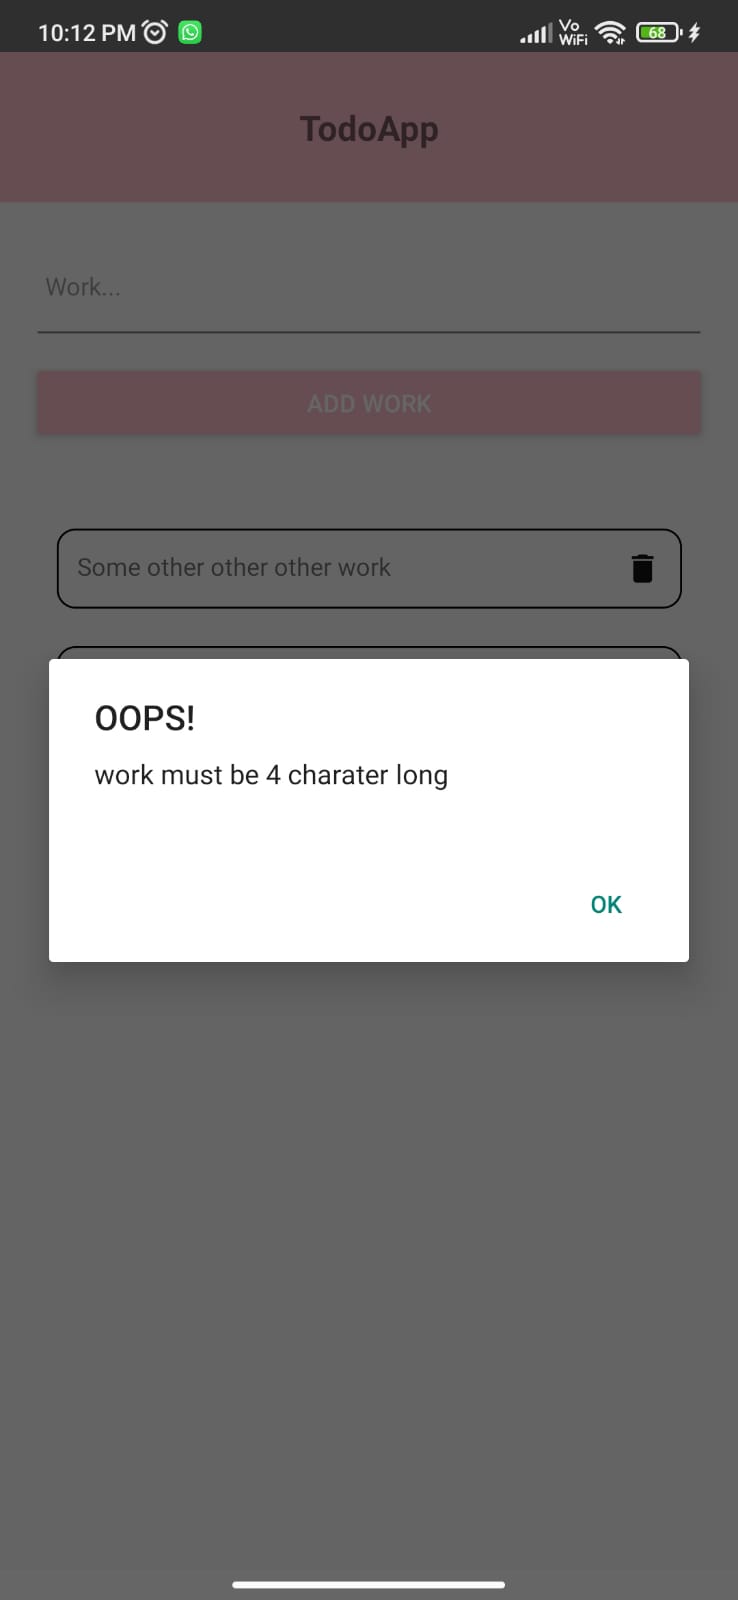 10:12 PM
Vo
WiFi
68
TodoApp
Work...
ADD WORK
Some other other other work
OOPS!
work must be 4 charater long
OK